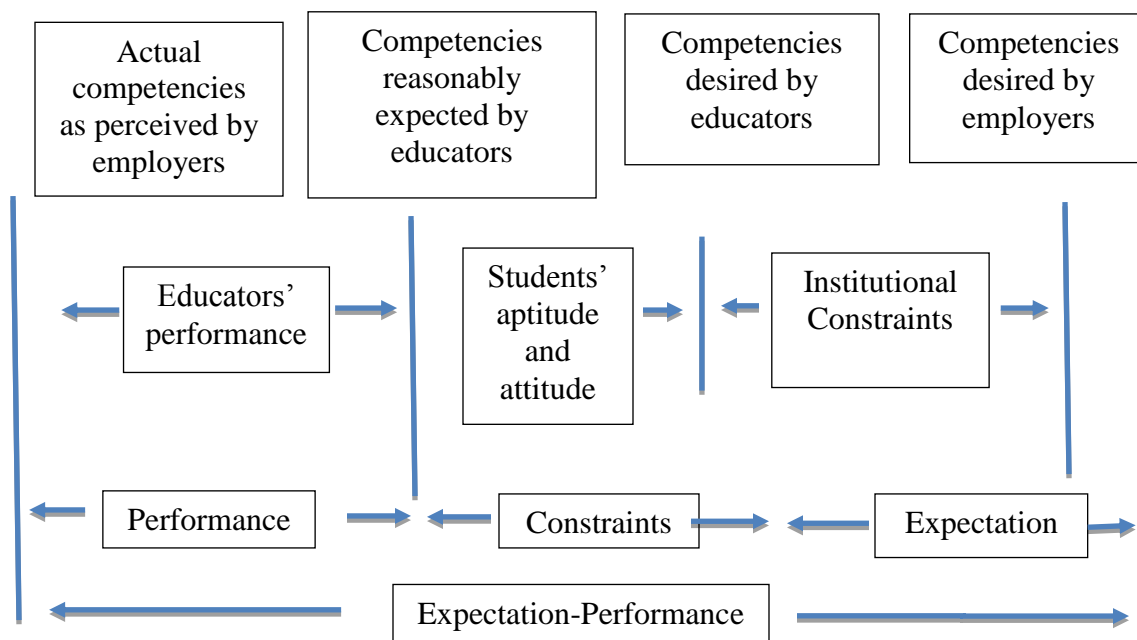 Actual
competencies
as perceived by
employers
Competencies
reasonably
expected by
educators
Competencies
desired by
educators
Competencies
desired by
employers
Educators’
performance
Students’
aptitude
and
attitude
Institutional
Constraints
Performance
Constraints
Expectation
Expectation-Performance